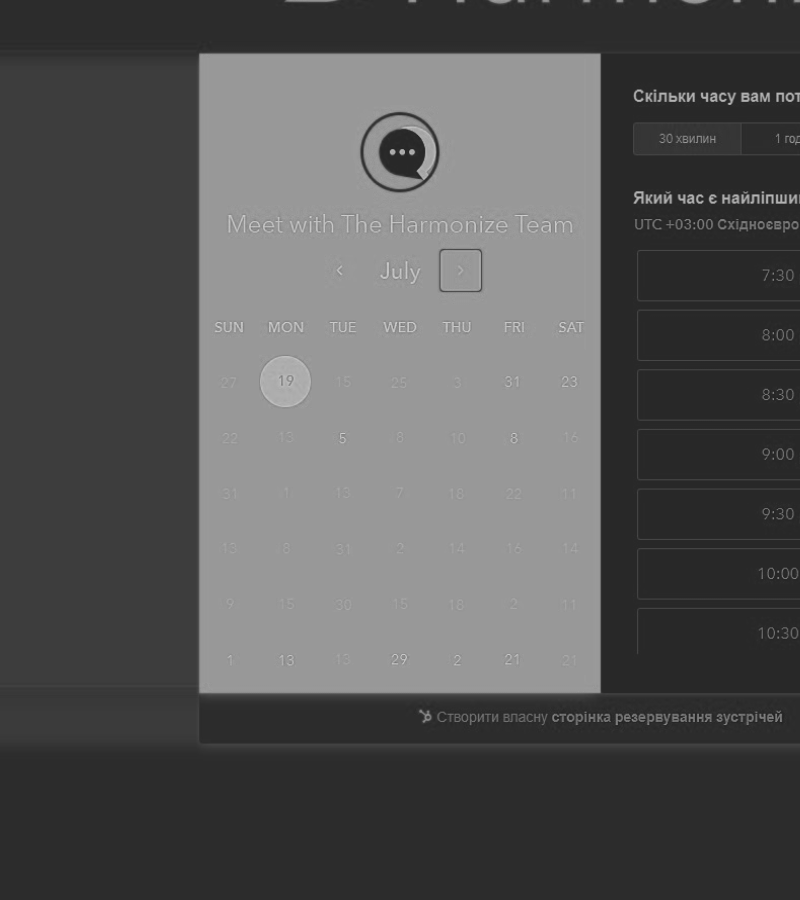 Meet with The Harmonize Team
July
SUN MON TUE WED THU FRI SAT
27 19 15 25 3 31 23
22 13 5 8 10 8 16
31 1 13 7 18 22 11
13 8 31 2 14 16 14
9 15 30 15 18 2 11
1 13 13 29 2 21 21
Скільки часу вам пот
30 хвилин 1 год
Який час є найліпши
UTC +03:00 Східноєвро
7:30
8:00
8:30
9:00
9:30
10:00
10:30
Створити власну сторінка резервування зустрічей